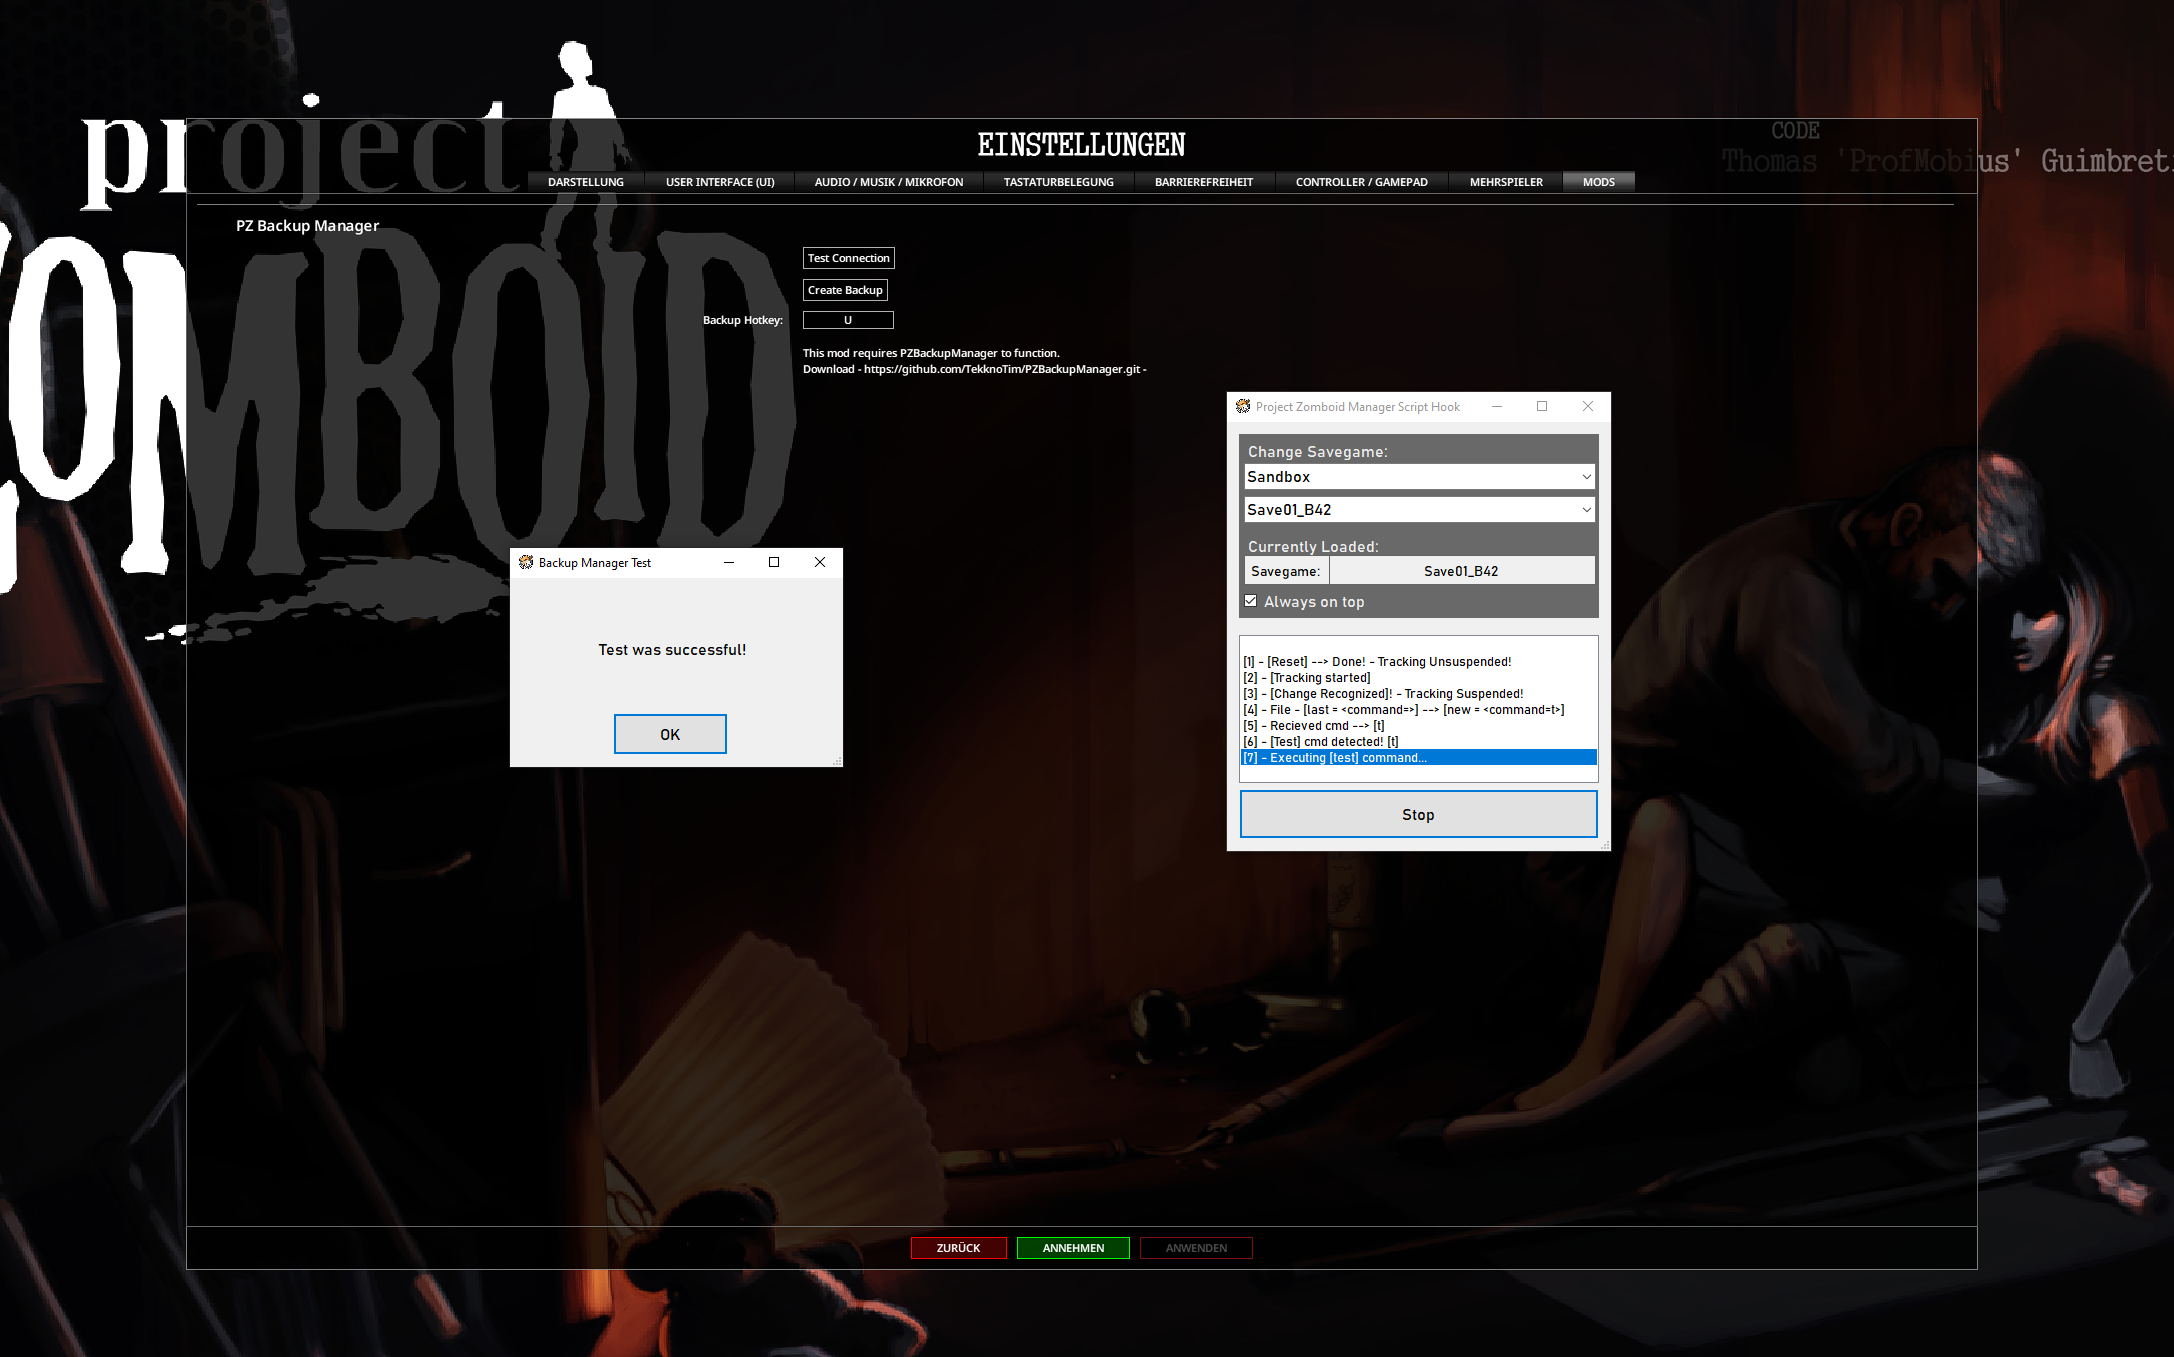 project
ZOMBOID
EINSTELLUNGEN
CODE
Thomas 'ProfMobius' Guimbreti
DARSTELLUNG
USER INTERFACE (UI)
AUDIO / MUSIK / MIKROFON
TASTATURBELEGUNG
BARRIEREFREIHEIT
CONTROLLER / GAMEPAD
MEHRSPIELER
MODS
PZ Backup Manager
Test Connection
Create Backup
Backup Hotkey:
U
This mod requires PZBackupManager to function.
Download - https://github.com/TekknoTim/PZBackupManager.git -
Backup Manager Test
Test was successful!
OK
Project Zomboid Manager Script Hook
Change Savegame:
Sandbox
Save01_B42
Currently Loaded:
Savegame:
Save01_B42
Always on top
[1] - [Reset] --> Done! - Tracking Unsuspended!
[2] - [Tracking started]
[3] - [Change Recognized]! - Tracking Suspended!
[4] - File - [last = <command=>] --> [new = <command=t>]
[5] - Recieved cmd --> [t]
[6] - [Test] cmd detected! [t]
[7] - Executing [test] command...
Stop
ZURÜCK
ANNEHMEN
ANWENDEN